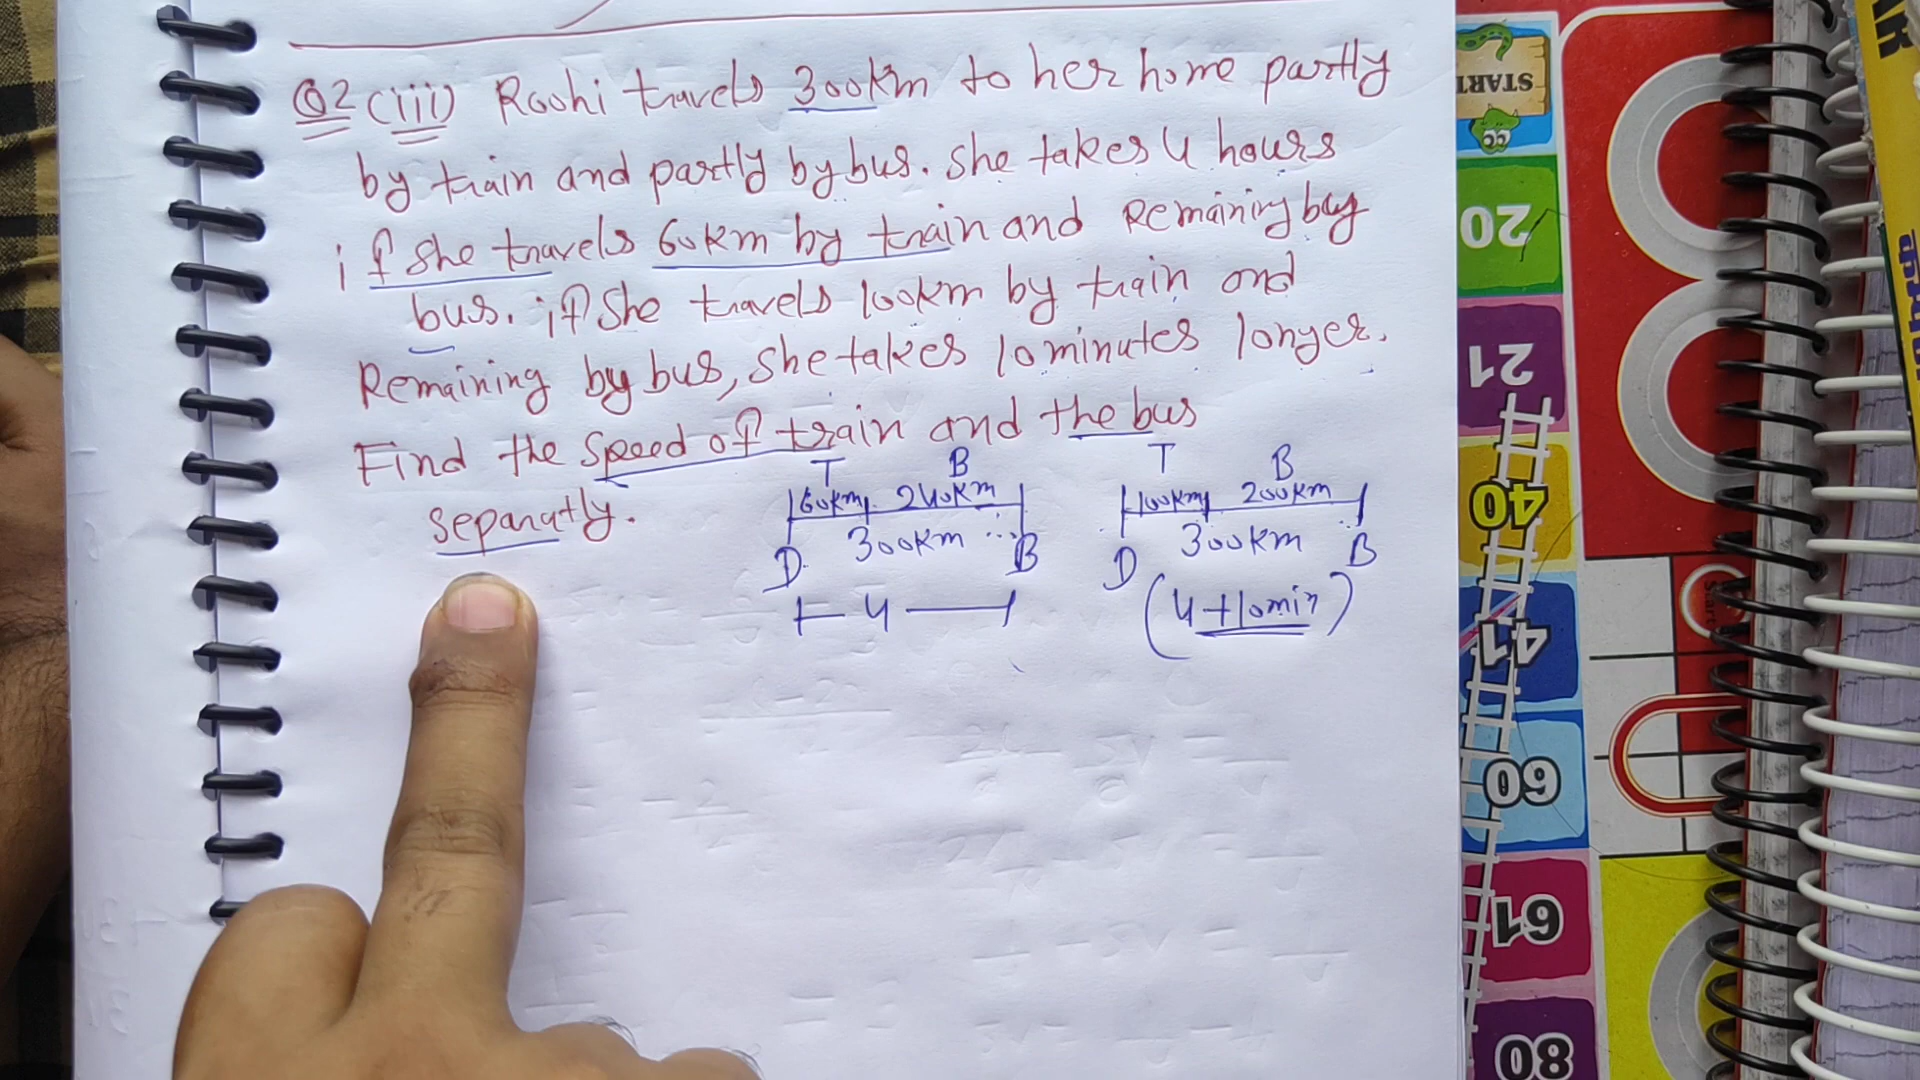 Q2 (iii) Roohi travels 300km to her home partly
by train and partly by bus. She takes 4 hours
if she travels 60km by train and Remaining by
bus. if She travels 100km by train and
Remaining by bus, she takes 10 minutes longer.
Find the speed of train and the bus
separatly.
T B
60km 240km
300km
D B
4
T B
100km 200km
300km
D B
(4+10min)
START
20
21
40
41
60
61
80